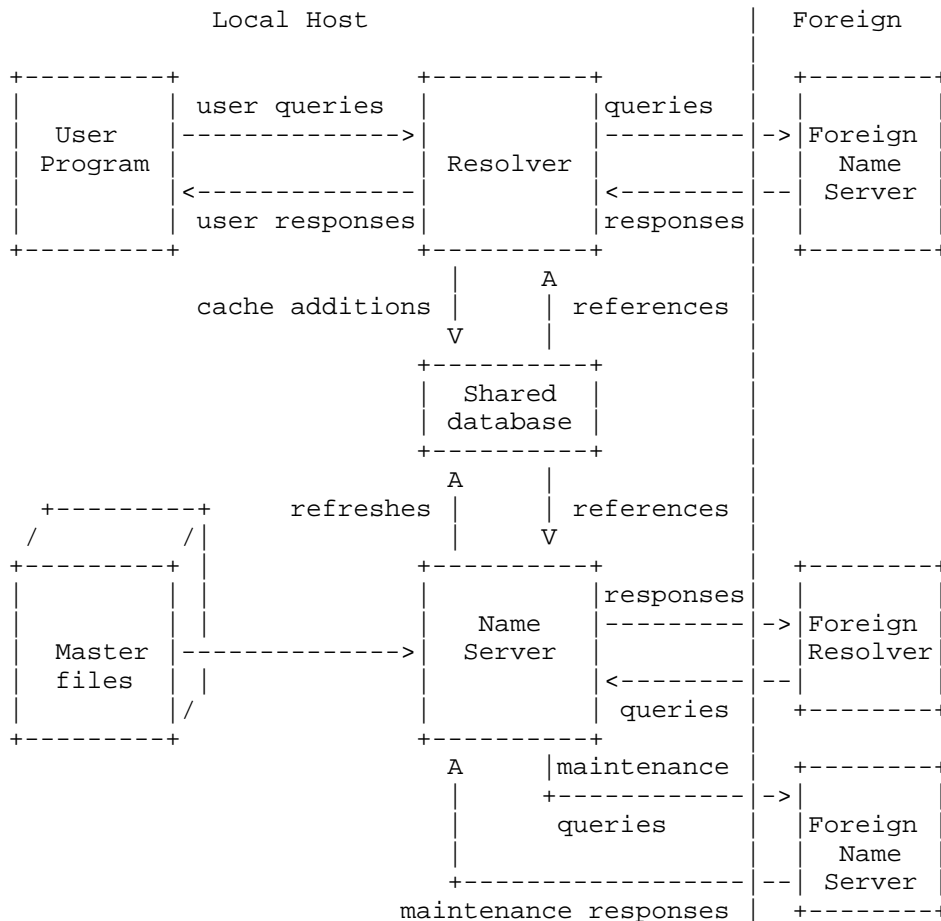 Local Host | Foreign
|
+---------+ +----------+ | +--------+
| | user queries | |queries | | |
| User |-------------->| |---------|->|Foreign |
| Program | | Resolver | | | Name |
| |<--------------| |<--------|--| Server |
| | user responses| |responses| | |
+---------+ +----------+ | +--------+
| A |
cache additions | | references |
V | |
+----------+ |
| Shared | |
| database | |
+----------+ |
A | |
+---------+ refreshes | | references |
/ /| | V |
+---------+ | +----------+ | +--------+
| | | | |responses| | |
| | | | Name |---------|->|Foreign |
| Master |-------------->| Server | | |Resolver|
| files | | | |<--------|--| |
| |/ | | queries | +--------+
+---------+ +----------+ |
A |maintenance | +--------+
| +------------|->| |
| queries | |Foreign |
| | | Name |
+------------------|--| Server |
maintenance responses | +--------+